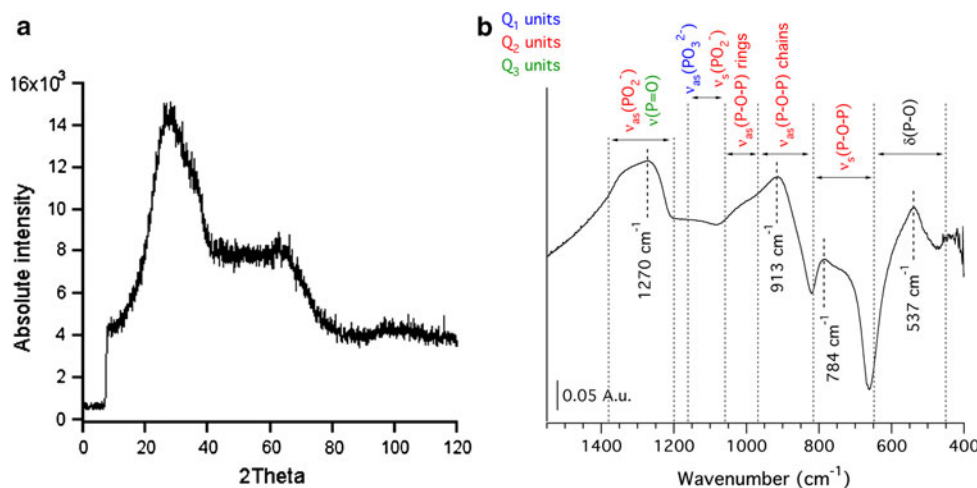 a
16x10³
14
12
10
8
6
4
2
0
Absolute intensity
0 20 40 60 80 100 120
2Theta
b
Q₁ units
Q₂ units
Q₃ units
νas(PO₂⁻)
ν(P=O)
νas(PO₃²⁻)
νs(PO₂⁻)
νas(P-O-P) rings
νas(P-O-P) chains
νs(P-O-P)
δ(P-O)
1270 cm⁻¹
913 cm⁻¹
784 cm⁻¹
537 cm⁻¹
0.05 A.u.
1400 1200 1000 800 600 400
Wavenumber (cm⁻¹)